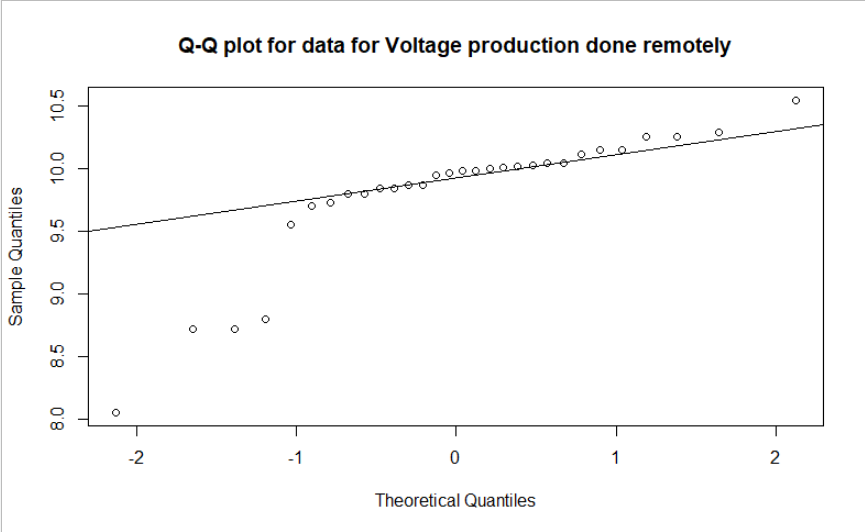 Q-Q plot for data for Voltage production done remotely
Sample Quantiles
10.5
10.0
9.5
9.0
8.5
8.0
-2 -1 0 1 2
Theoretical Quantiles